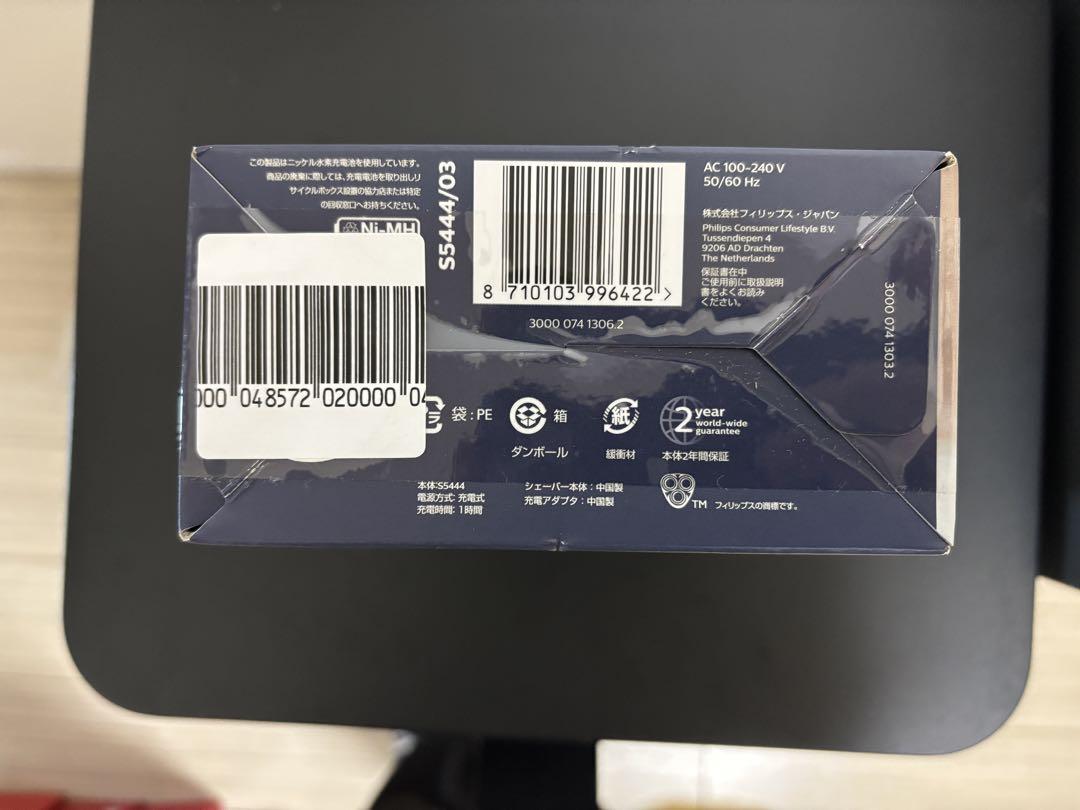 この製品はニッケル水素充電池を使用しています。
商品の廃棄に際しては、充電電池を取り出しリ
サイクルボックス設置の協力店または特定
の回収窓口へお持ちください。
Ni-MH
S5444/03
8 710103 996422 >
3000 074 1306.2
AC 100-240 V
50/60 Hz
株式会社フィリップス・ジャパン
Philips Consumer Lifestyle B.V.
Tussendiepen 4
9206 AD Drachten
The Netherlands
保証書在中
ご使用前に取扱説明
書をよくお読み
ください。
3000 074 1303.2
000 048572 020000 04
プラ
袋 : PE
箱
ダンボール
紙
緩衝材
2 year
world-wide
guarantee
本体2年間保証
本体:S5444
電源方式: 充電式
充電時間: 1時間
シェーバー本体 : 中国製
充電アダプタ : 中国製
TM フィリップスの商標です。